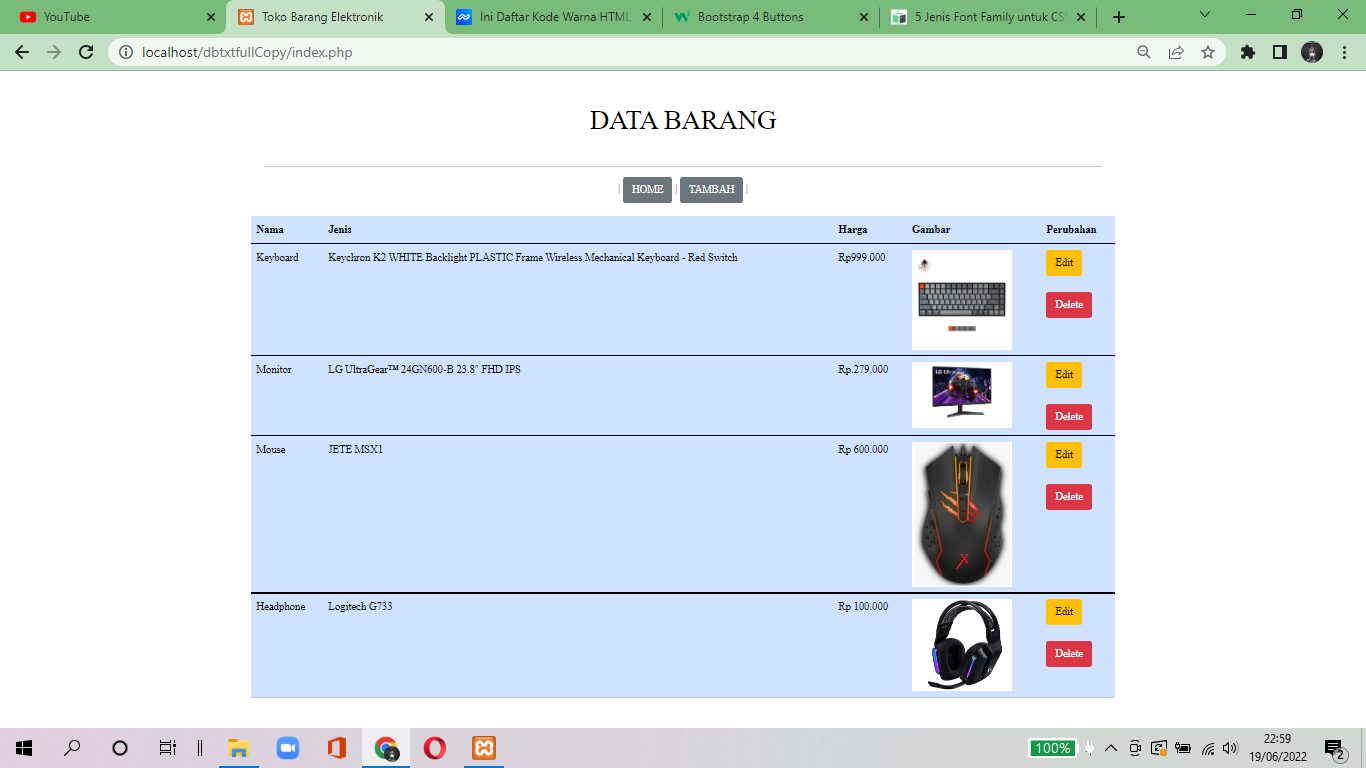 YouTube
Toko Barang Elektronik
Ini Daftar Kode Warna HTML
Bootstrap 4 Buttons
5 Jenis Font Family untuk CSS
localhost/dbtxtfullCopy/index.php
DATA BARANG
| HOME | TAMBAH |
Nama Jenis Harga Gambar Perubahan
Keyboard Keychron K2 WHITE Backlight PLASTIC Frame Wireless Mechanical Keyboard - Red Switch Rp999.000 Edit
Delete
Monitor LG UltraGear™ 24GN600-B 23.8" FHD IPS Rp.279.000 Edit
LG UltraGear
Delete
Mouse JETE MSX1 Rp 600.000 Edit
Delete
Headphone Logitech G733 Rp 100.000 Edit
Delete
100%
22:59
19/06/2022
2